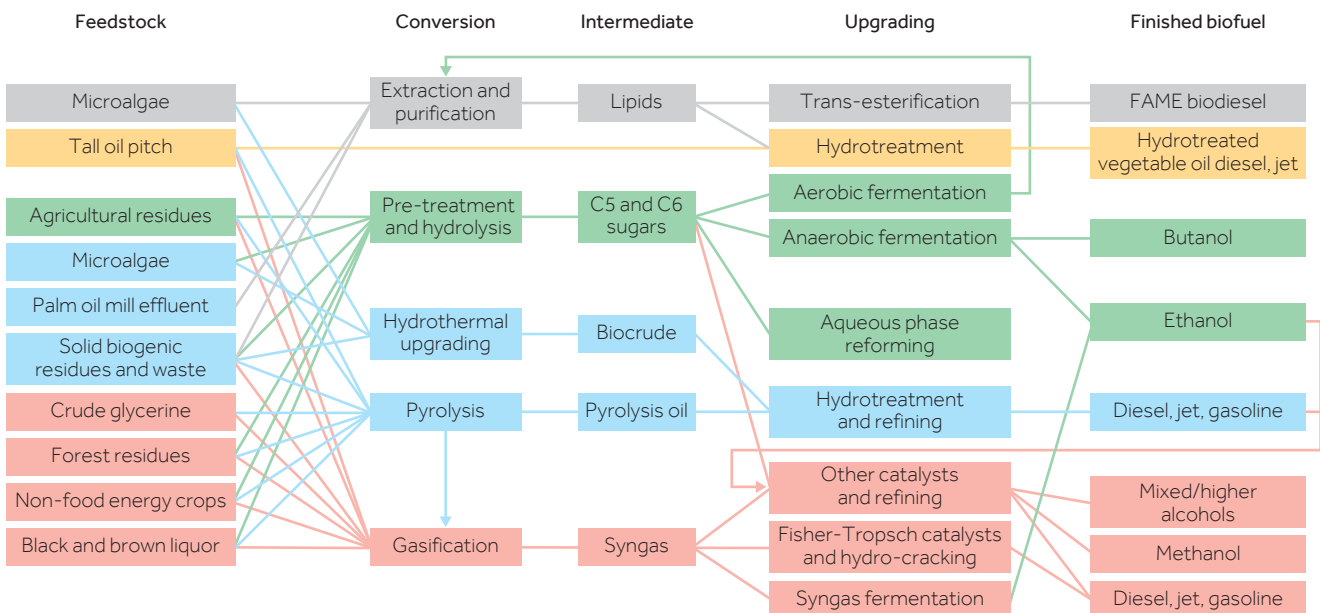 Feedstock
Conversion
Intermediate
Upgrading
Finished biofuel
Microalgae
Tall oil pitch
Agricultural residues
Microalgae
Palm oil mill effluent
Solid biogenic
residues and waste
Crude glycerine
Forest residues
Non-food energy crops
Black and brown liquor
Extraction and
purification
Pre-treatment
and hydrolysis
Hydrothermal
upgrading
Pyrolysis
Gasification
Lipids
C5 and C6
sugars
Biocrude
Pyrolysis oil
Syngas
Trans-esterification
Hydrotreatment
Aerobic fermentation
Anaerobic fermentation
Aqueous phase
reforming
Hydrotreatment
and refining
Other catalysts
and refining
Fisher-Tropsch catalysts
and hydro-cracking
Syngas fermentation
FAME biodiesel
Hydrotreated
vegetable oil diesel, jet
Butanol
Ethanol
Diesel, jet, gasoline
Mixed/higher
alcohols
Methanol
Diesel, jet, gasoline